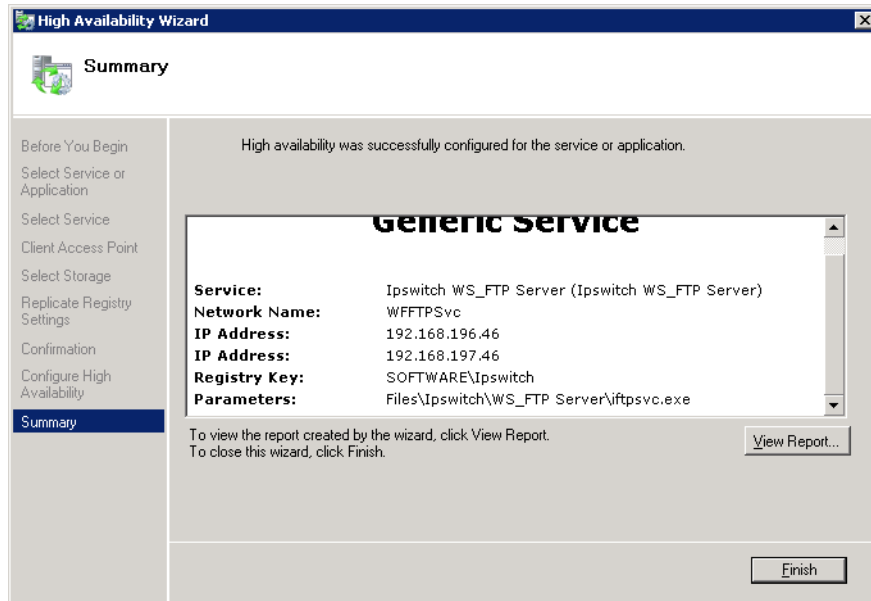 High Availability Wizard
Summary
Before You Begin
Select Service or
Application
Select Service
Client Access Point
Select Storage
Replicate Registry
Settings
Confirmation
Configure High
Availability
Summary
High availability was successfully configured for the service or application.
Generic Service
Service: Ipswitch WS_FTP Server (Ipswitch WS_FTP Server)
Network Name: WFFTPSvc
IP Address: 192.168.196.46
IP Address: 192.168.197.46
Registry Key: SOFTWARE\Ipswitch
Parameters: Files\Ipswitch\WS_FTP Server\iftpsvc.exe
To view the report created by the wizard, click View Report.
To close this wizard, click Finish.
View Report...
Finish